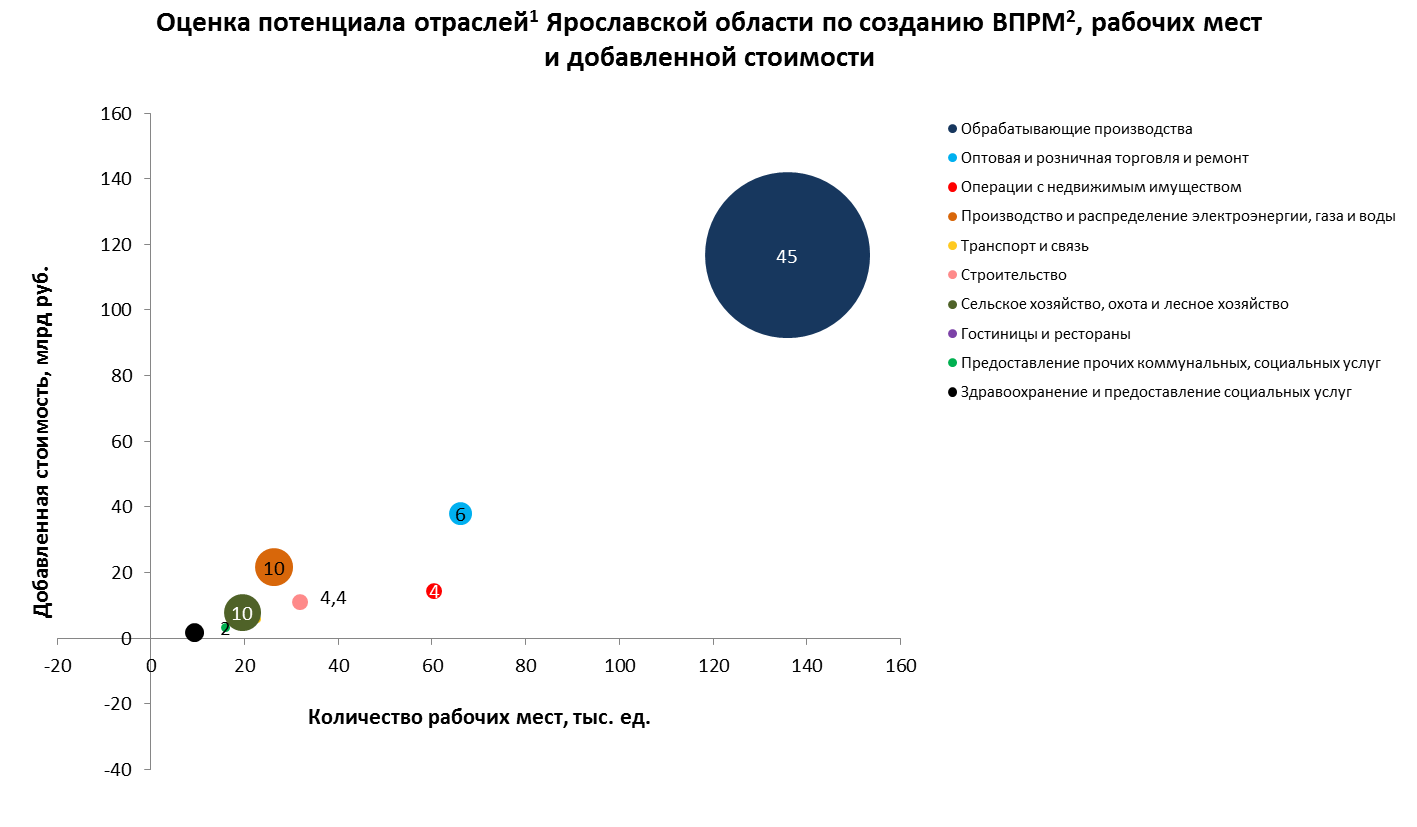 Оценка потенциала отраслей¹ Ярославской области по созданию ВПРМ², рабочих мест
и добавленной стоимости
Добавленная стоимость, млрд руб.
160
140
120
100
80
60
40
20
0
-20
-40
-20
0
20
40
60
80
100
120
140
160
Количество рабочих мест, тыс. ед.
45
6
10
4
4,4
10
2
Обрабатывающие производства
Оптовая и розничная торговля и ремонт
Операции с недвижимым имуществом
Производство и распределение электроэнергии, газа и воды
Транспорт и связь
Строительство
Сельское хозяйство, охота и лесное хозяйство
Гостиницы и рестораны
Предоставление прочих коммунальных, социальных услуг
Здравоохранение и предоставление социальных услуг